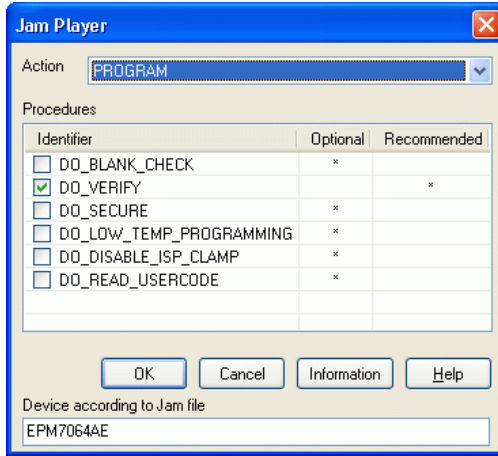 Jam Player
Action PROGRAM
Procedures
Identifier Optional Recommended
DO_BLANK_CHECK *
DO_VERIFY *
DO_SECURE *
DO_LOW_TEMP_PROGRAMMING *
DO_DISABLE_ISP_CLAMP *
DO_READ_USERCODE *
OK Cancel Information Help
Device according to Jam file
EPM7064AE